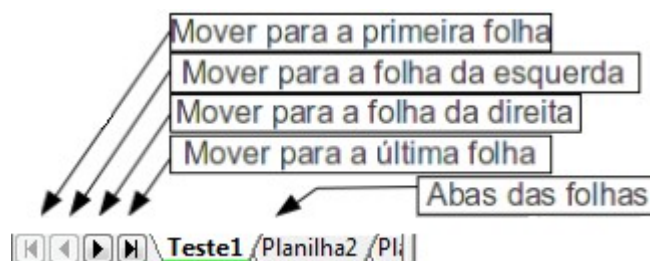 Mover para a primeira folha
Mover para a folha da esquerda
Mover para a folha da direita
Mover para a última folha
Abas das folhas
Teste1 Planilha2 Pla